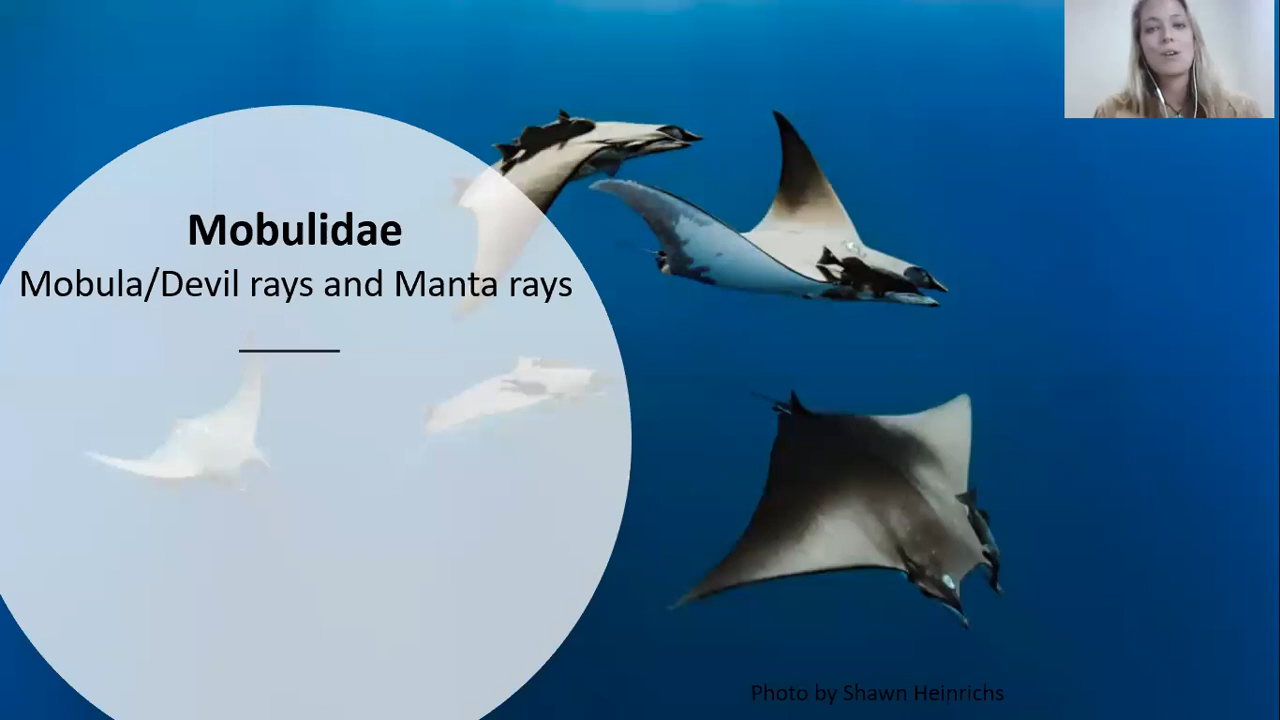 Mobulidae
Mobula/Devil rays and Manta rays
Photo by Shawn Heinrichs